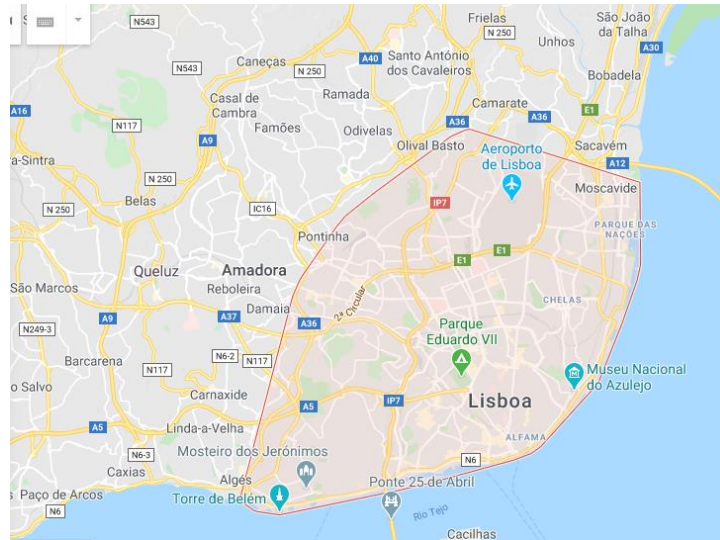 N543
Frielas
São João
da Talha
N 250
Unhos
A30
Caneças
A40
Santo António
dos Cavaleiros
N543
N 250
Bobadela
A16
Casal de
Cambra
Ramada
Camarate
E1
N117
Famões
A36
A36
A9
Odivelas
Olival Basto
Sacavém
a-Sintra
Aeroporto
de Lisboa
A12
N 250
Moscavide
Belas
N 250
IC16
IP7
Pontinha
PARQUE DAS
NAÇÕES
E1
E1
Queluz
Amadora
Reboleira
São Marcos
2ª Circular
CHELAS
Damaia
A9
A37
A36
Parque
Eduardo VII
N249-3
Barcarena
N6-2
N117
N117
Museu Nacional
do Azulejo
o Salvo
Carnaxide
A5
IP7
Lisboa
A5
Linda-a-Velha
ALFAMA
N6-3
Mosteiro dos Jerónimos
N6
Caxias
Algés
Ponte 25 de Abril
Paço de Arcos
Torre de Belém
N6
Rio Tejo
Cacilhas